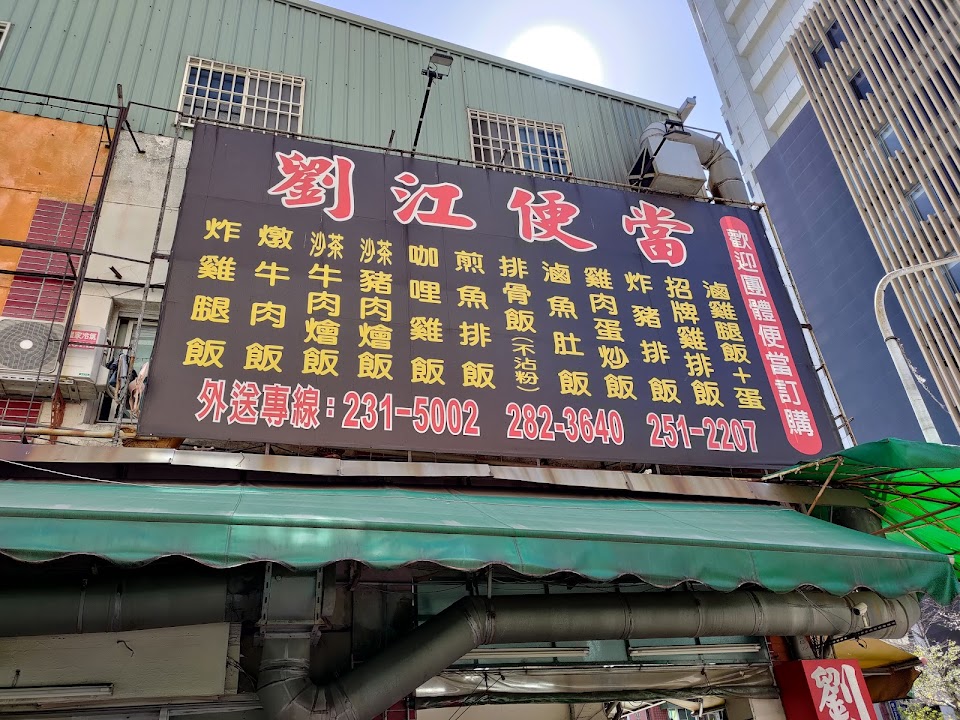 劉江便當
歡迎團體便當訂購
滷雞腿飯+蛋
招牌雞排飯
炸豬排飯
雞肉蛋炒飯
滷魚肚飯
排骨飯(不沾粉)
煎魚排飯
咖哩雞飯
沙茶豬肉燴飯
沙茶牛肉燴飯
燉牛肉飯
炸雞腿飯
外送專線:231-5002 282-3640 251-2207
劉